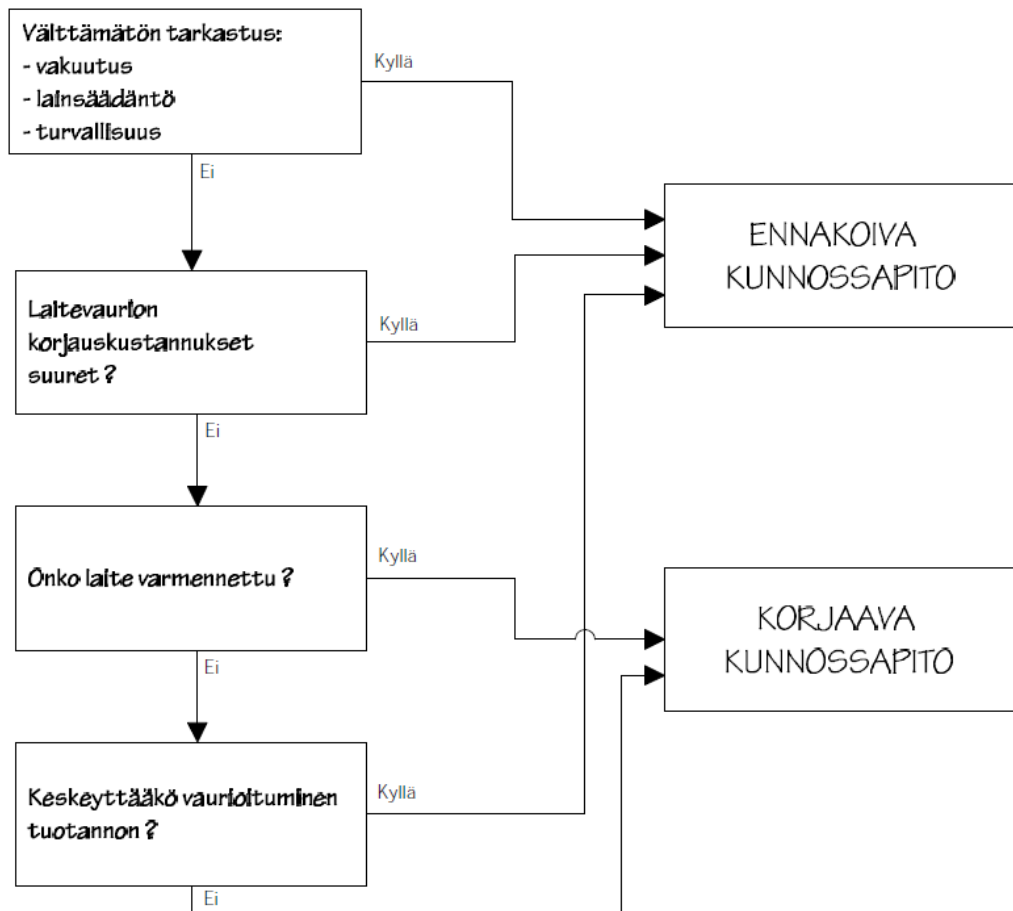 Välttämätön tarkastus:
- vakuutus
- lainsäädäntö
- turvallisuus
Kyllä
Ei
ENNAKOIVA
KUNNOSSAPITO
Laitevaurion
korjauskustannukset
suuret ?
Kyllä
Ei
Onko laite varmennettu ?
Kyllä
Ei
KORJAAVA
KUNNOSSAPITO
Keskeyttääkö vaurioituminen
tuotannon ?
Kyllä
Ei